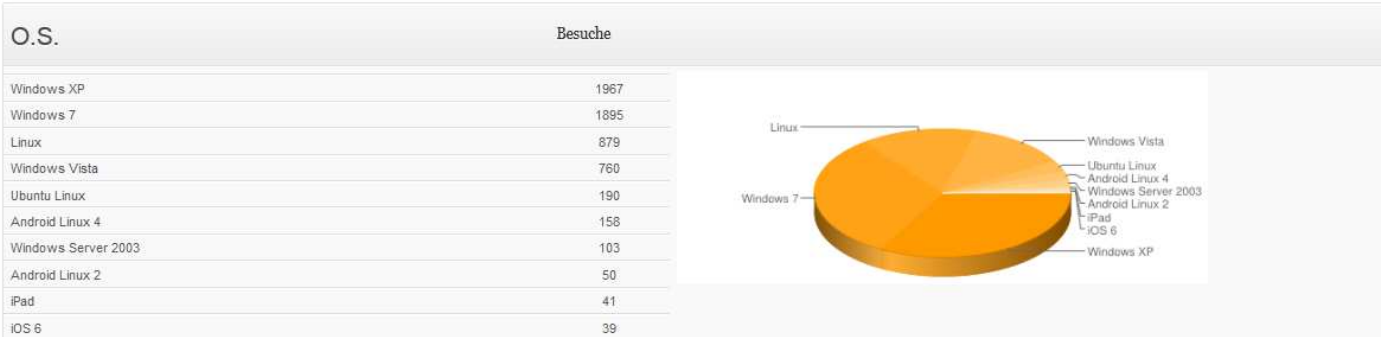 O.S. Besuche
Windows XP 1967
Windows 7 1895
Linux 879
Windows Vista 760
Ubuntu Linux 190
Android Linux 4 158
Windows Server 2003 103
Android Linux 2 50
iPad 41
iOS 6 39
Linux
Windows Vista
Ubuntu Linux
Android Linux 4
Windows 7
Windows Server 2003
Android Linux 2
iPad
iOS 6
Windows XP